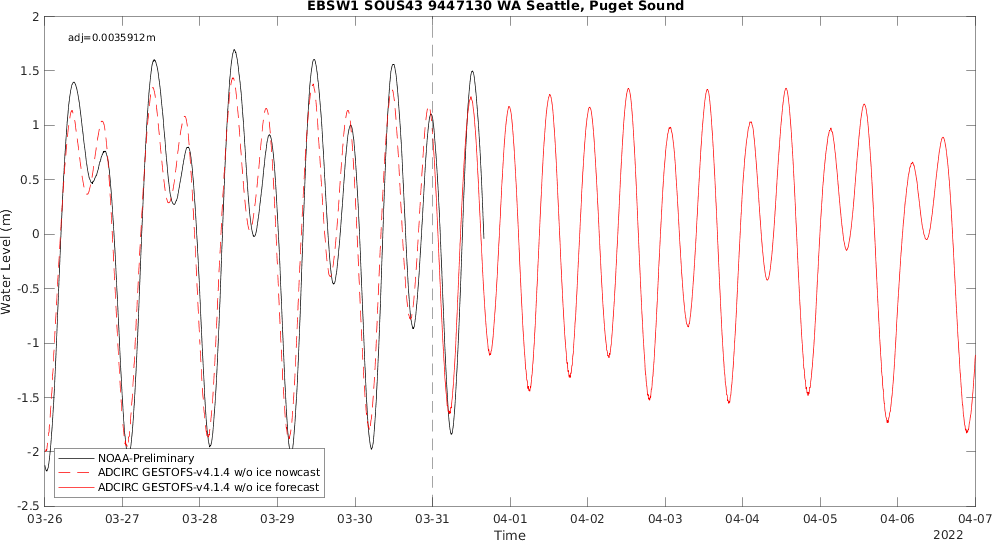 EBSW1 SOUS43 9447130 WA Seattle, Puget Sound
adj=0.0035912m
2
1.5
1
0.5
0
-0.5
-1
-1.5
-2
-2.5
Water Level (m)
NOAA-Preliminary
ADCIRC GESTOFS-v4.1.4 w/o ice nowcast
ADCIRC GESTOFS-v4.1.4 w/o ice forecast
03-26 03-27 03-28 03-29 03-30 03-31 04-01 04-02 04-03 04-04 04-05 04-06 04-07
Time
2022